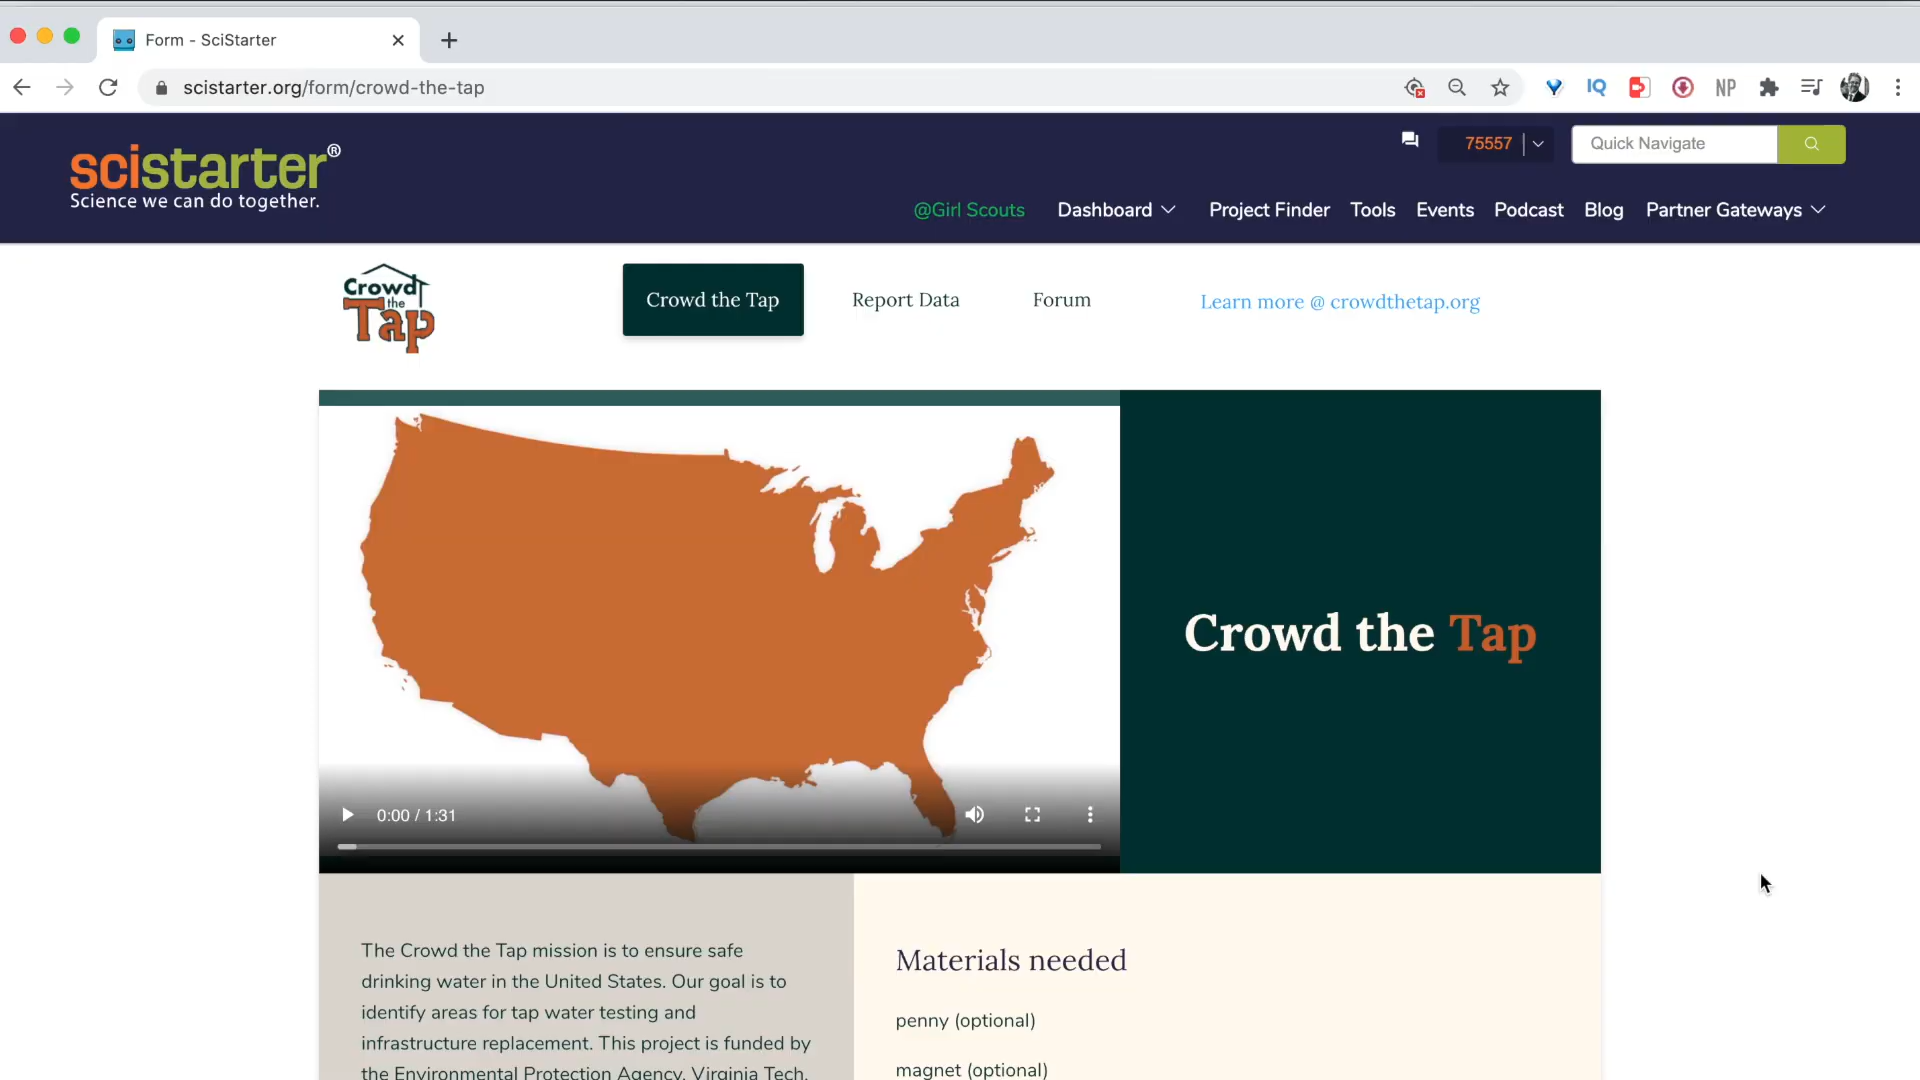 Form - SciStarter
scistarter.org/form/crowd-the-tap
IQ
NP
scistarter®
Science we can do together.
75557
Quick Navigate
@Girl Scouts
Dashboard
Project Finder
Tools
Events
Podcast
Blog
Partner Gateways
Crowd
the
Tap
Crowd the Tap
Report Data
Forum
Learn more @ crowdthetap.org
Crowd the Tap
0:00 / 1:31
The Crowd the Tap mission is to ensure safe
drinking water in the United States. Our goal is to
identify areas for tap water testing and
infrastructure replacement. This project is funded by
the Environmental Protection Agency, Virginia Tech,
Materials needed
penny (optional)
magnet (optional)